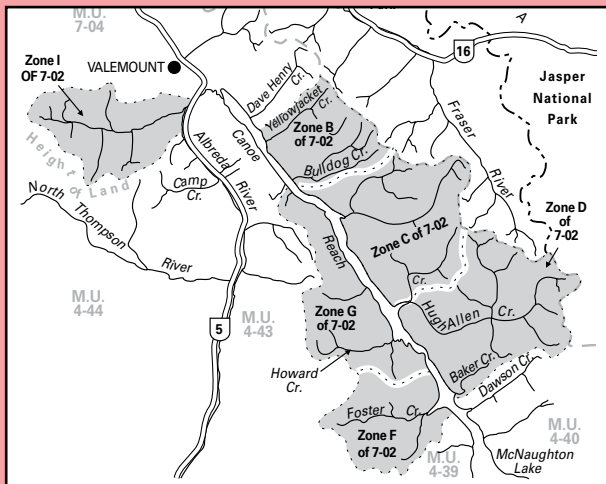 M.U.
7-04
16
A
Zone I
OF 7-02
VALEMOUNT
Dave Henry
Cr.
Yellowjacket
Cr.
Zone B
of 7-02
Bulldog Cr.
Jasper
National
Park
Fraser
River
Height of Land
Albreda
River
Canoe
Reach
Camp
Cr.
North Thompson
River
Zone D
of
7-02
Zone C of 7-02
Cr.
Hugh
Allen Cr.
M.U.
4-44
5
M.U.
4-43
Zone G
of 7-02
Howard
Cr.
Baker Cr.
Dawson Cr.
Foster Cr.
Zone F
of 7-02
M.U.
4-39
M.U.
4-40
McNaughton
Lake